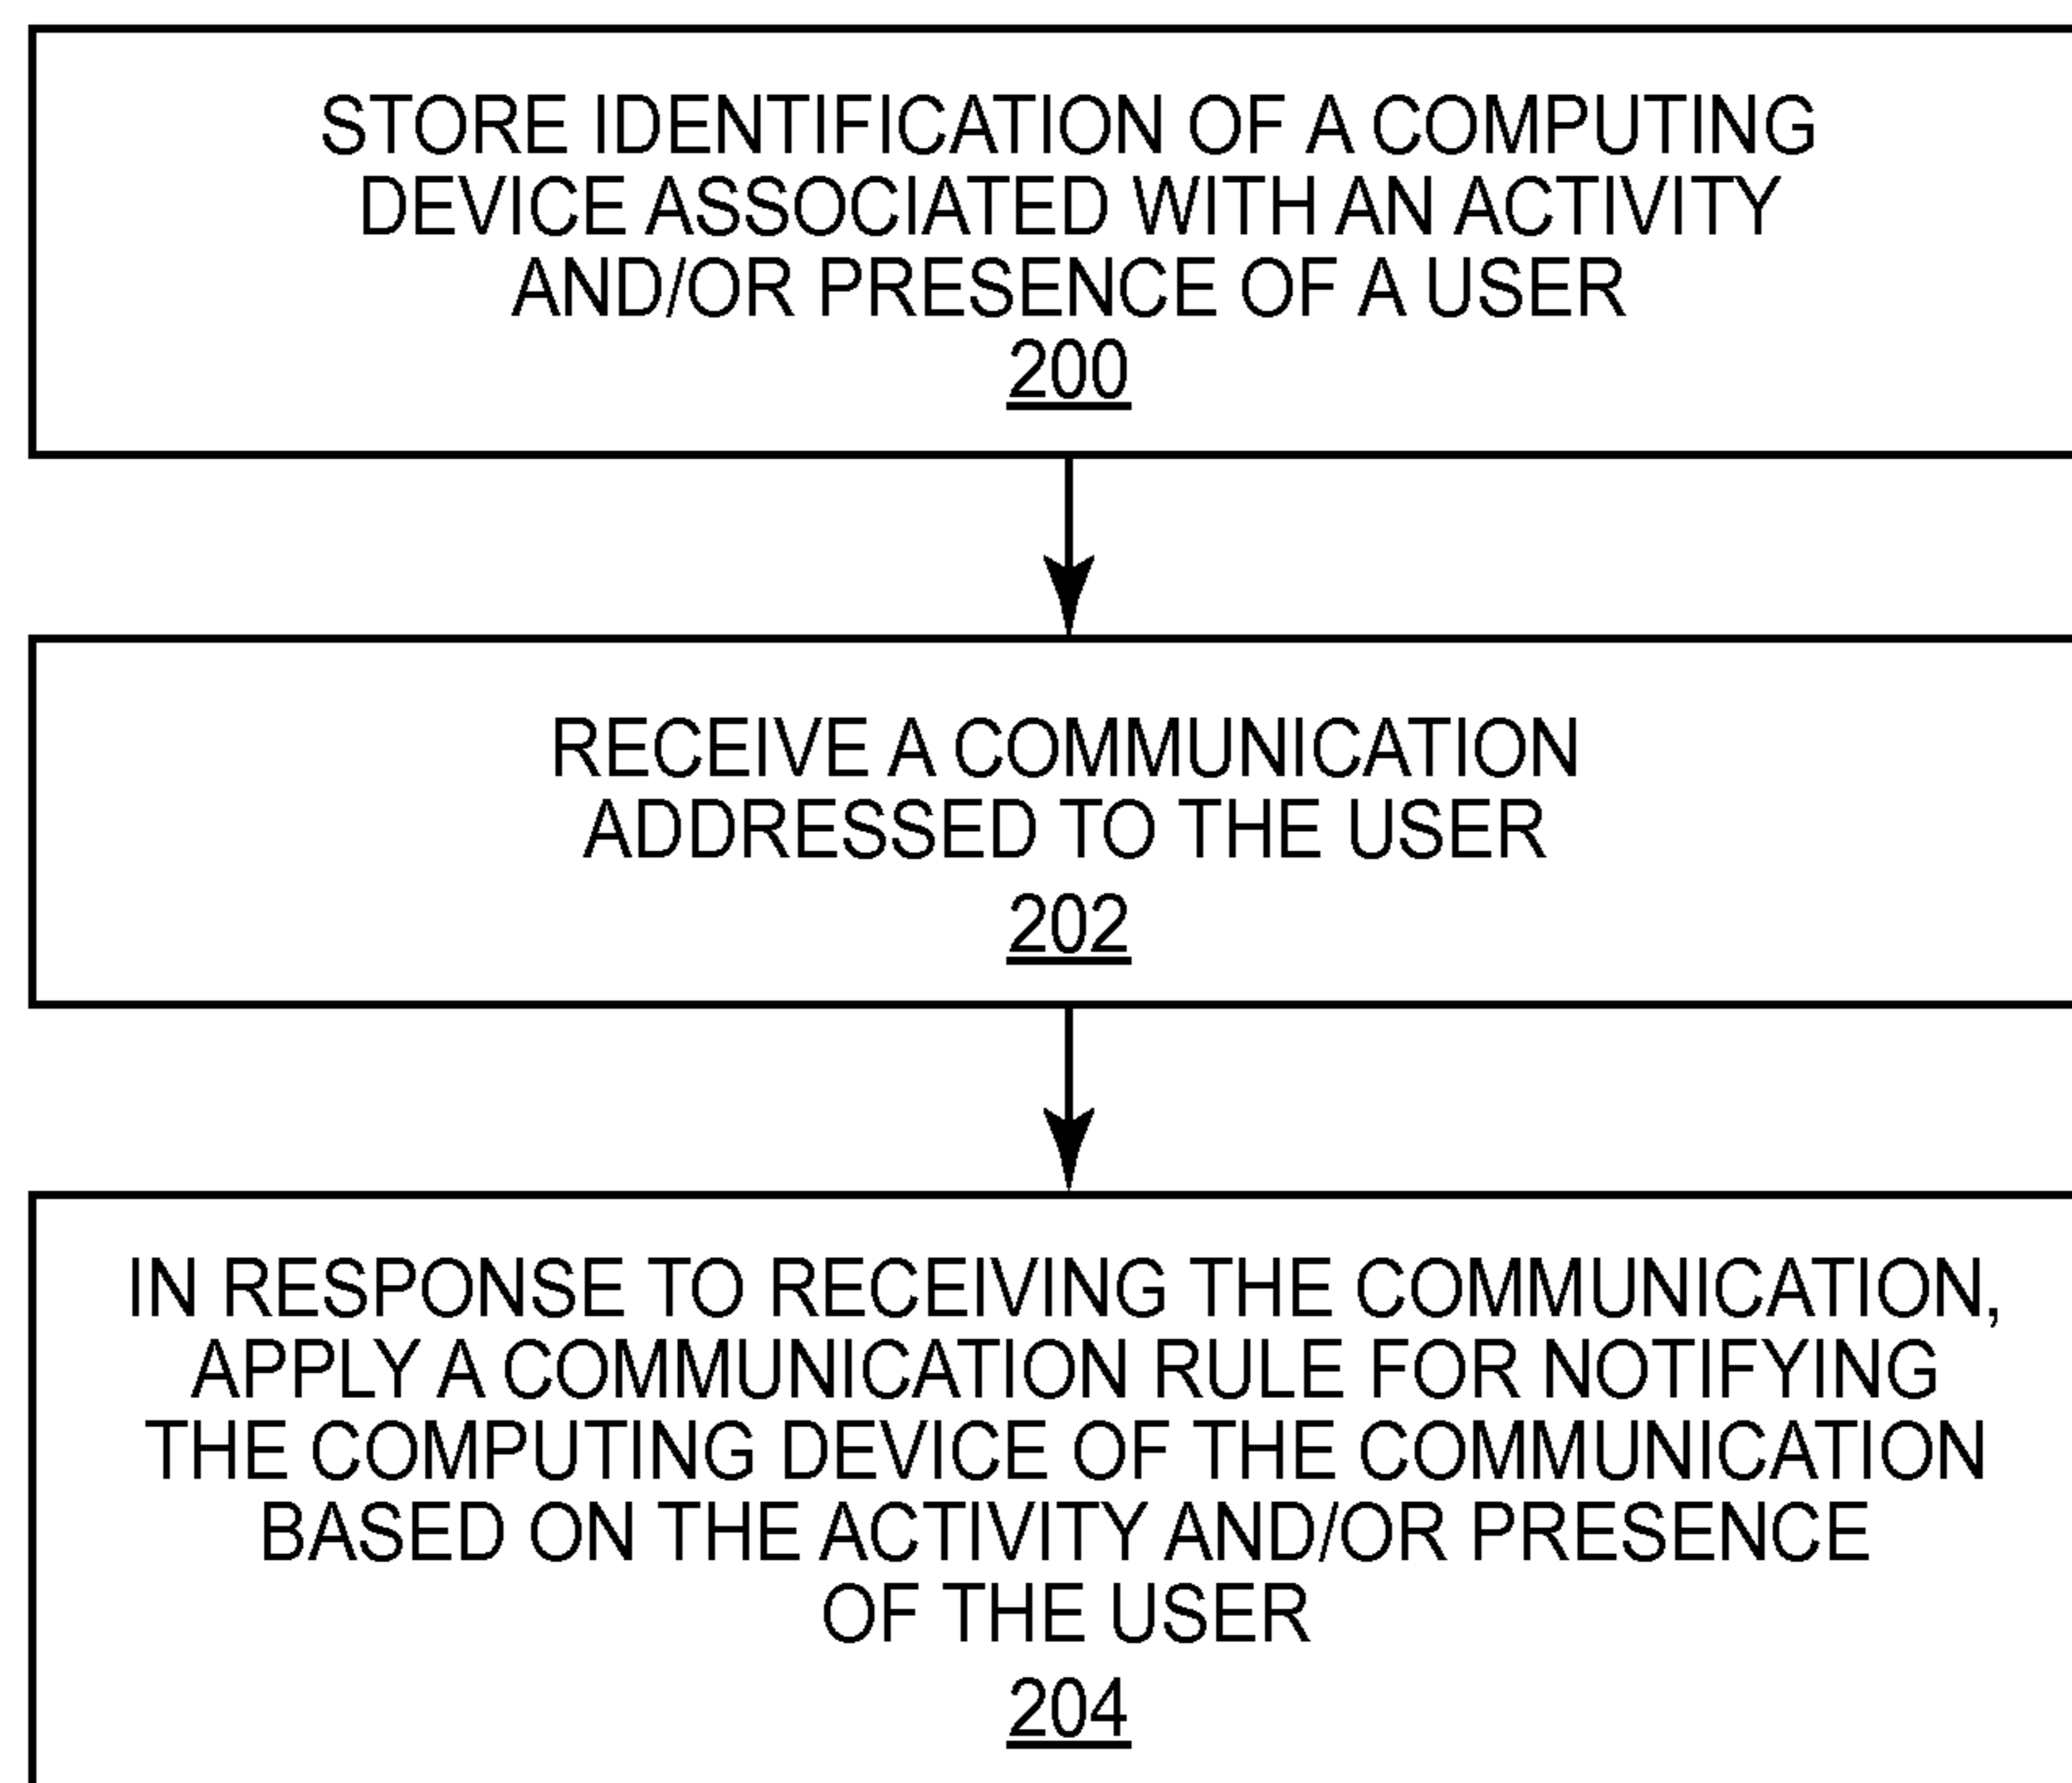 STORE IDENTIFICATION OF A COMPUTING
DEVICE ASSOCIATED WITH AN ACTIVITY
AND/OR PRESENCE OF A USER
200
RECEIVE A COMMUNICATION
ADDRESSED TO THE USER
202
IN RESPONSE TO RECEIVING THE COMMUNICATION,
APPLY A COMMUNICATION RULE FOR NOTIFYING
THE COMPUTING DEVICE OF THE COMMUNICATION
BASED ON THE ACTIVITY AND/OR PRESENCE
OF THE USER
204